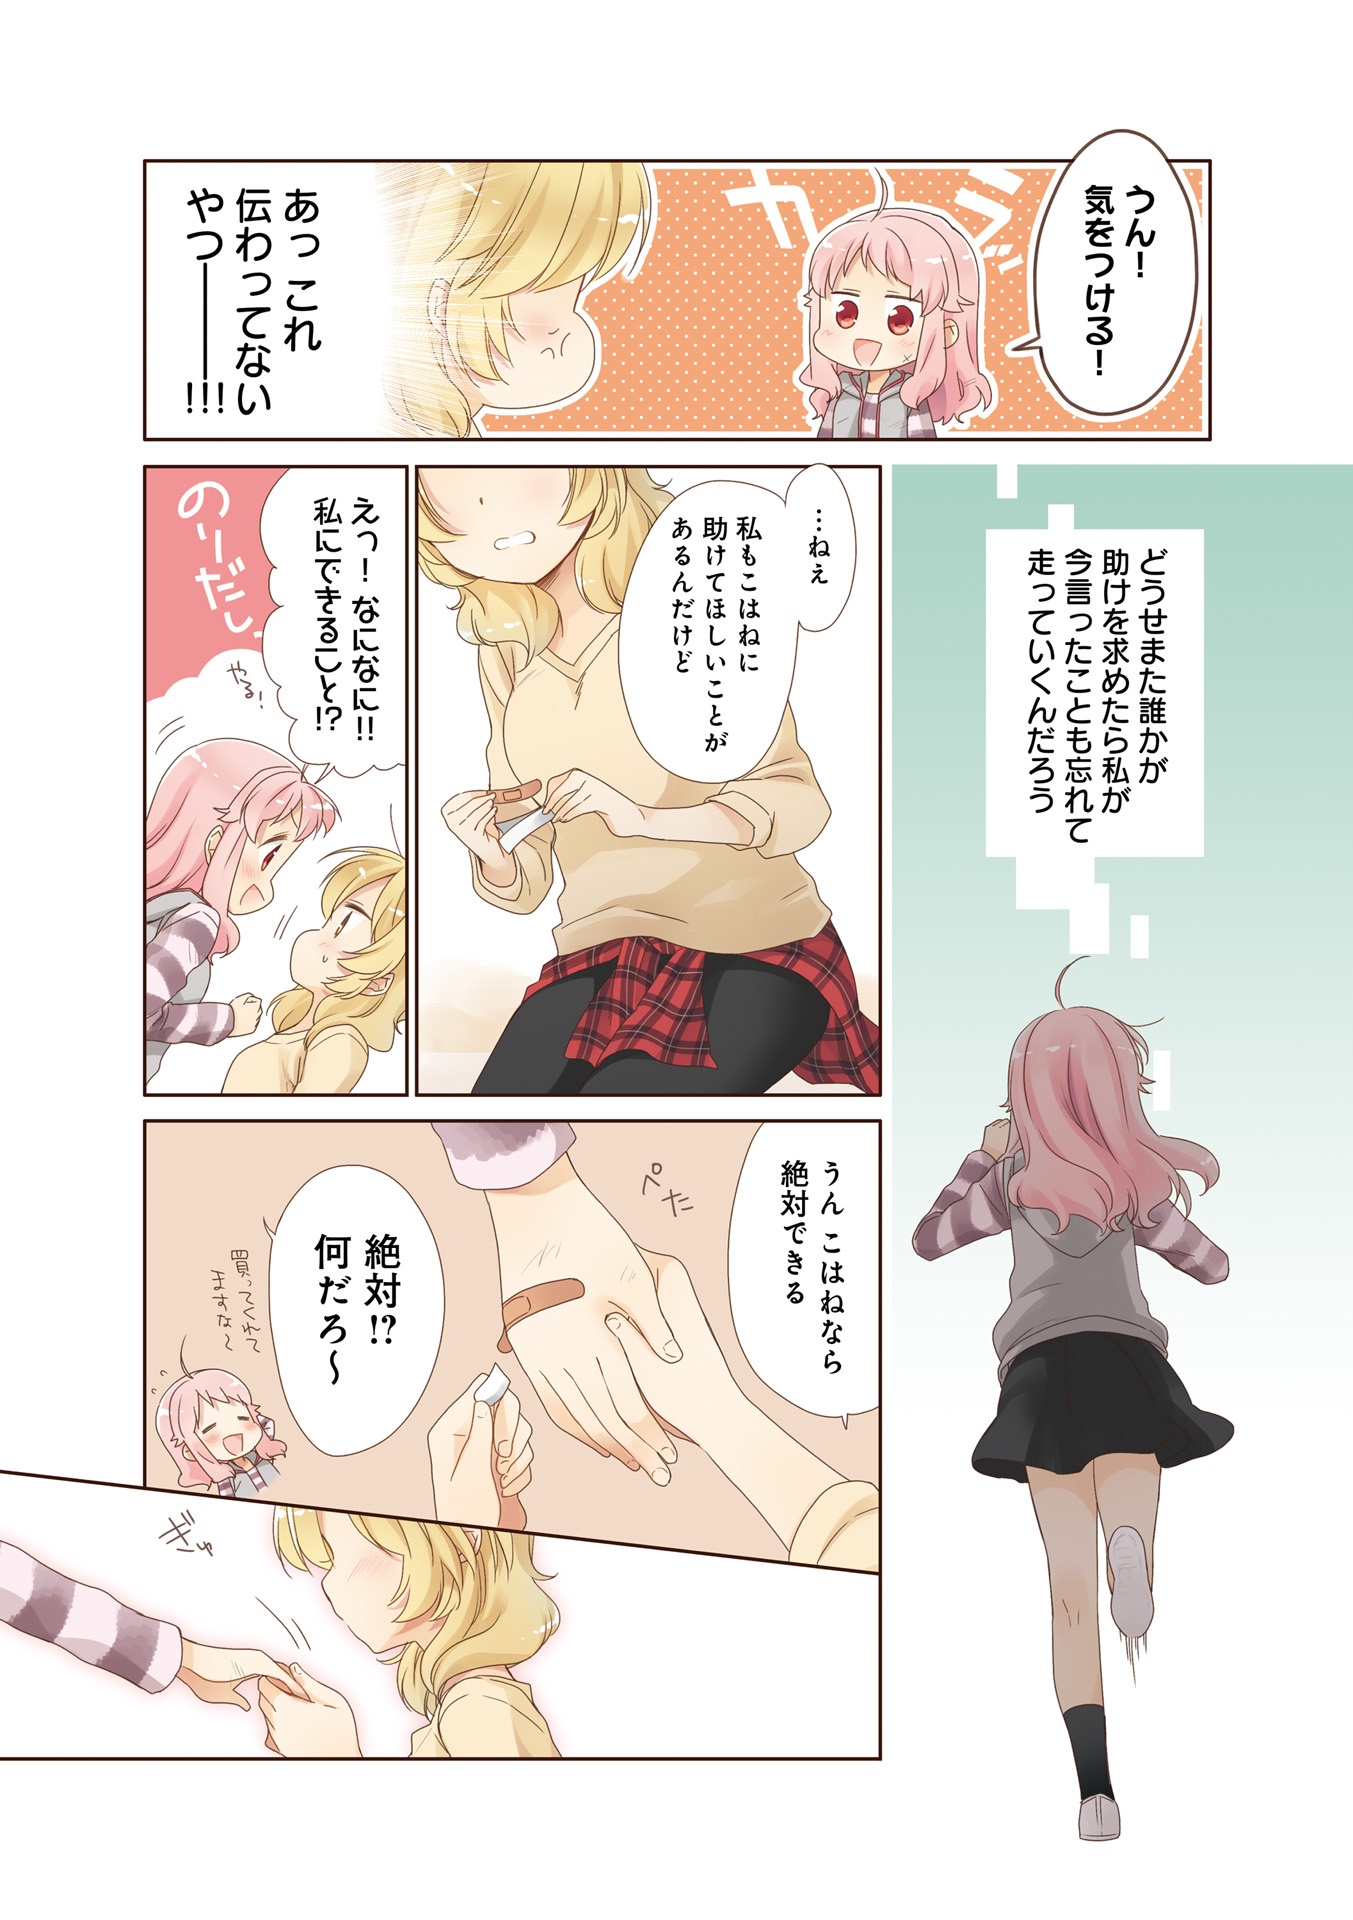 うん！
気をつける！
キラッ
あっ これ
伝わってない
やつ――――!!!
どうせまた誰かが
助けを求めたら私が
今言ったことも忘れて
走っていくんだろう
…ねぇ
私もこはねに
助けてほしいことが
あるんだけど
えっ！なになに!!
私にできること!?
のりだしっ
やる！
うん こはねなら
絶対できる
ぺた
絶対!?
何だろ〜
買ってくれて
ますな〜
ぎゅ